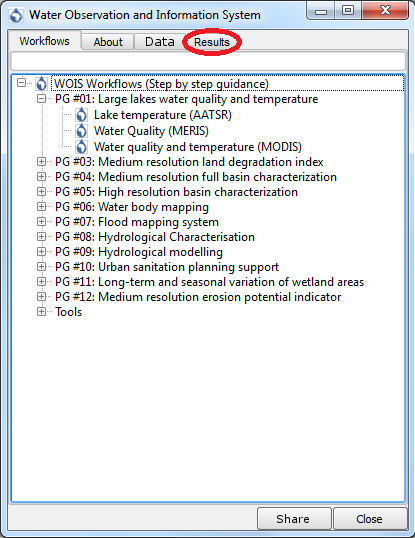 Water Observation and Information System
Workflows About Data Results
WOIS Workflows (Step by step guidance)
PG #01: Large lakes water quality and temperature
Lake temperature (AATSR)
Water Quality (MERIS)
Water quality and temperature (MODIS)
PG #03: Medium resolution land degradation index
PG #04: Medium resolution full basin characterization
PG #05: High resolution basin characterization
PG #06: Water body mapping
PG #07: Flood mapping system
PG #08: Hydrological Characterisation
PG #09: Hydrological modelling
PG #10: Urban sanitation planning support
PG #11: Long-term and seasonal variation of wetland areas
PG #12: Medium resolution erosion potential indicator
Tools
Share Close